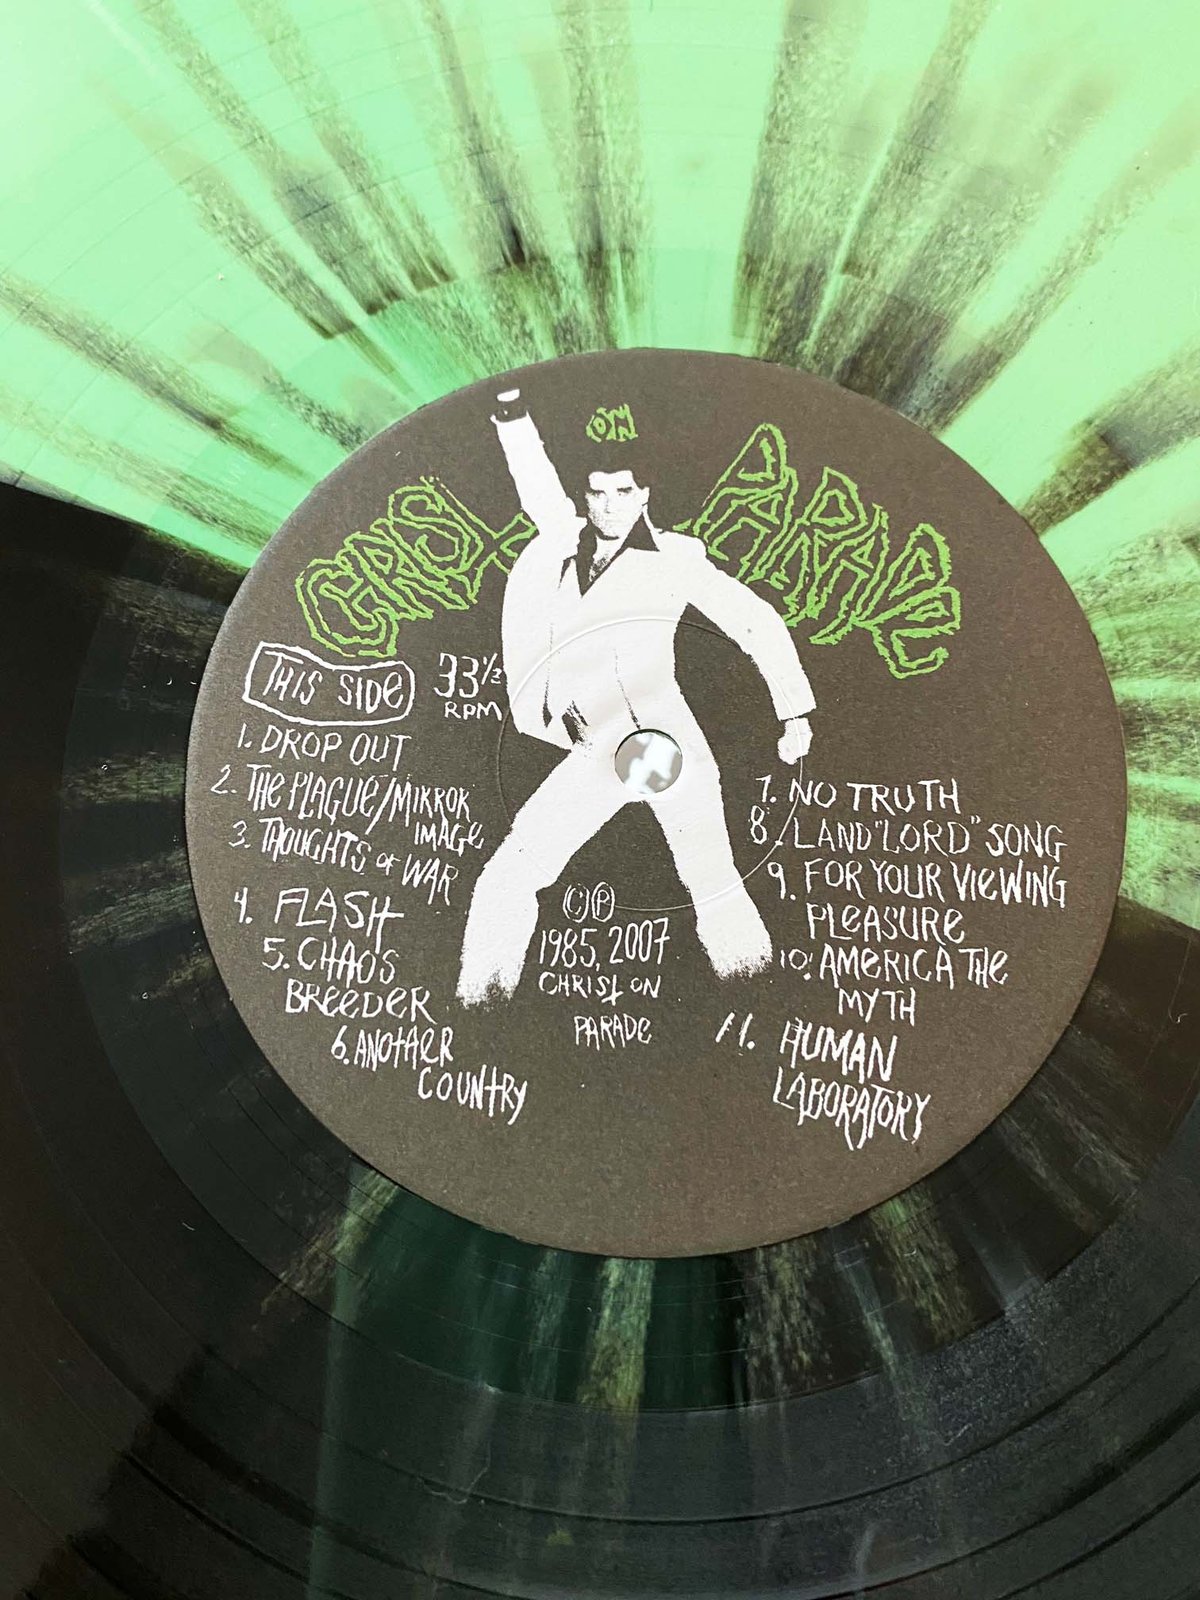 CHRIST ON PARADE
THIS SIDE
33 1/3
RPM
1. DROP OUT
2. THE PLAGUE/MIRROR
IMAGE
3. THOUGHTS OF WAR
4. FLASH
5. CHAOS
BREEDER
6. ANOTHER
COUNTRY
7. NO TRUTH
8. LAND"LORD" SONG
9. FOR YOUR VIEWING
PLEASURE
10. AMERICA THE
MYTH
11. HUMAN
LABORATORY
©℗
1985, 2007
CHRIST ON
PARADE